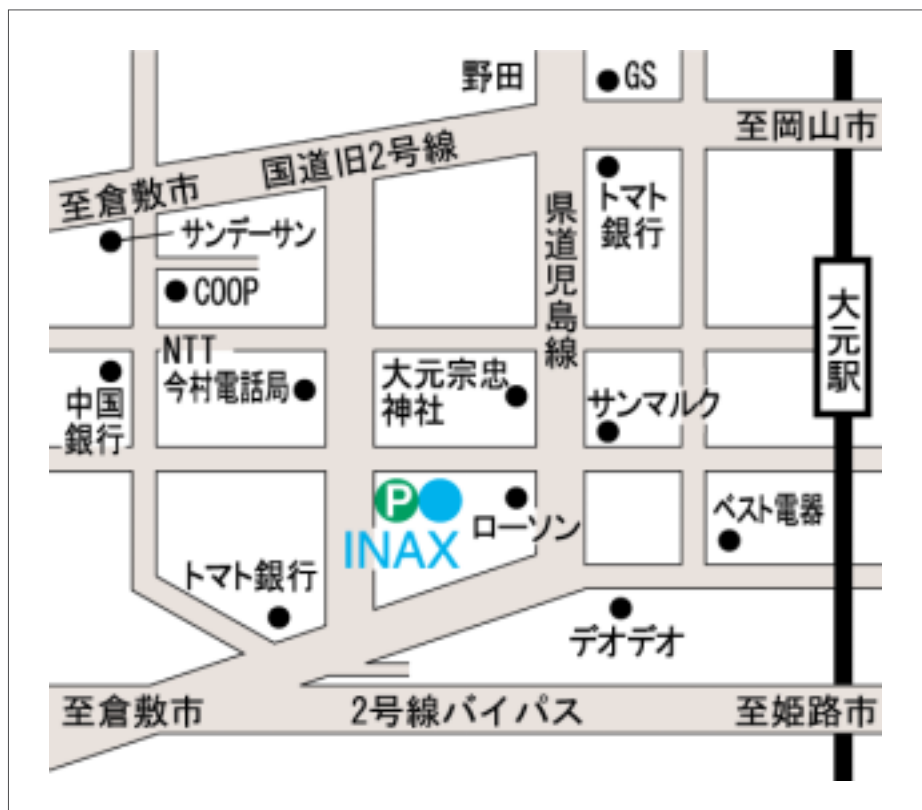 野田
GS
至岡山市
国道旧2号線
至倉敷市
トマト
銀行
サンデーサン
県道児島線
COOP
大元駅
NTT
今村電話局
大元宗忠
神社
中国
銀行
サンマルク
P
INAX
ローソン
ベスト電器
トマト銀行
デオデオ
至倉敷市
2号線バイパス
至姫路市